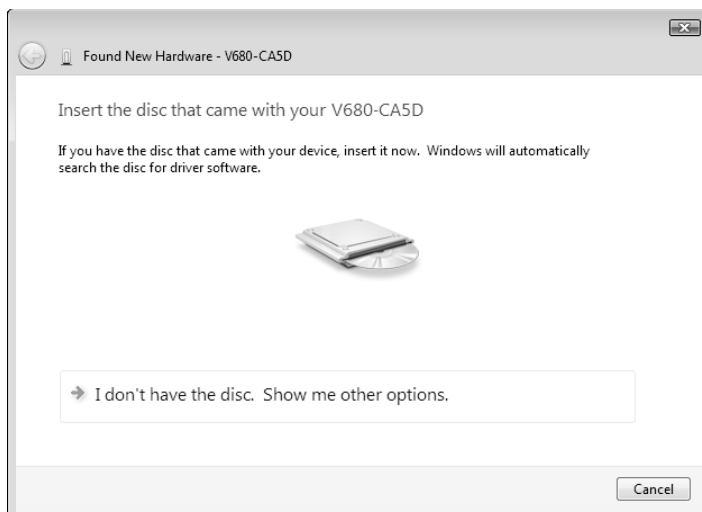 Found New Hardware - V680-CA5D
Insert the disc that came with your V680-CA5D
If you have the disc that came with your device, insert it now.  Windows will automatically
search the disc for driver software.
I don't have the disc.  Show me other options.
Cancel